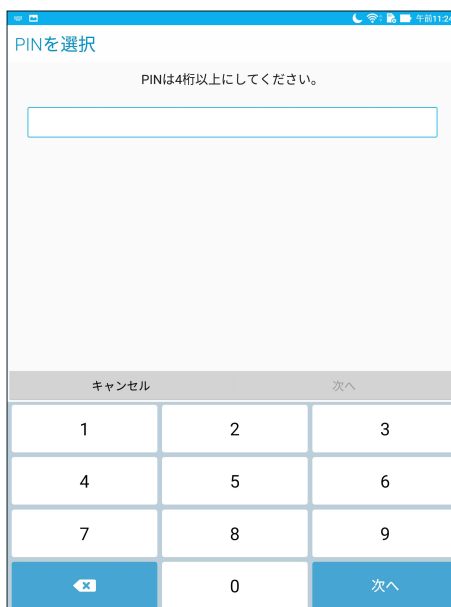 午前11:24
PINを選択
PINは4桁以上にしてください。
キャンセル 次へ
1 2 3
4 5 6
7 8 9
0 次へ